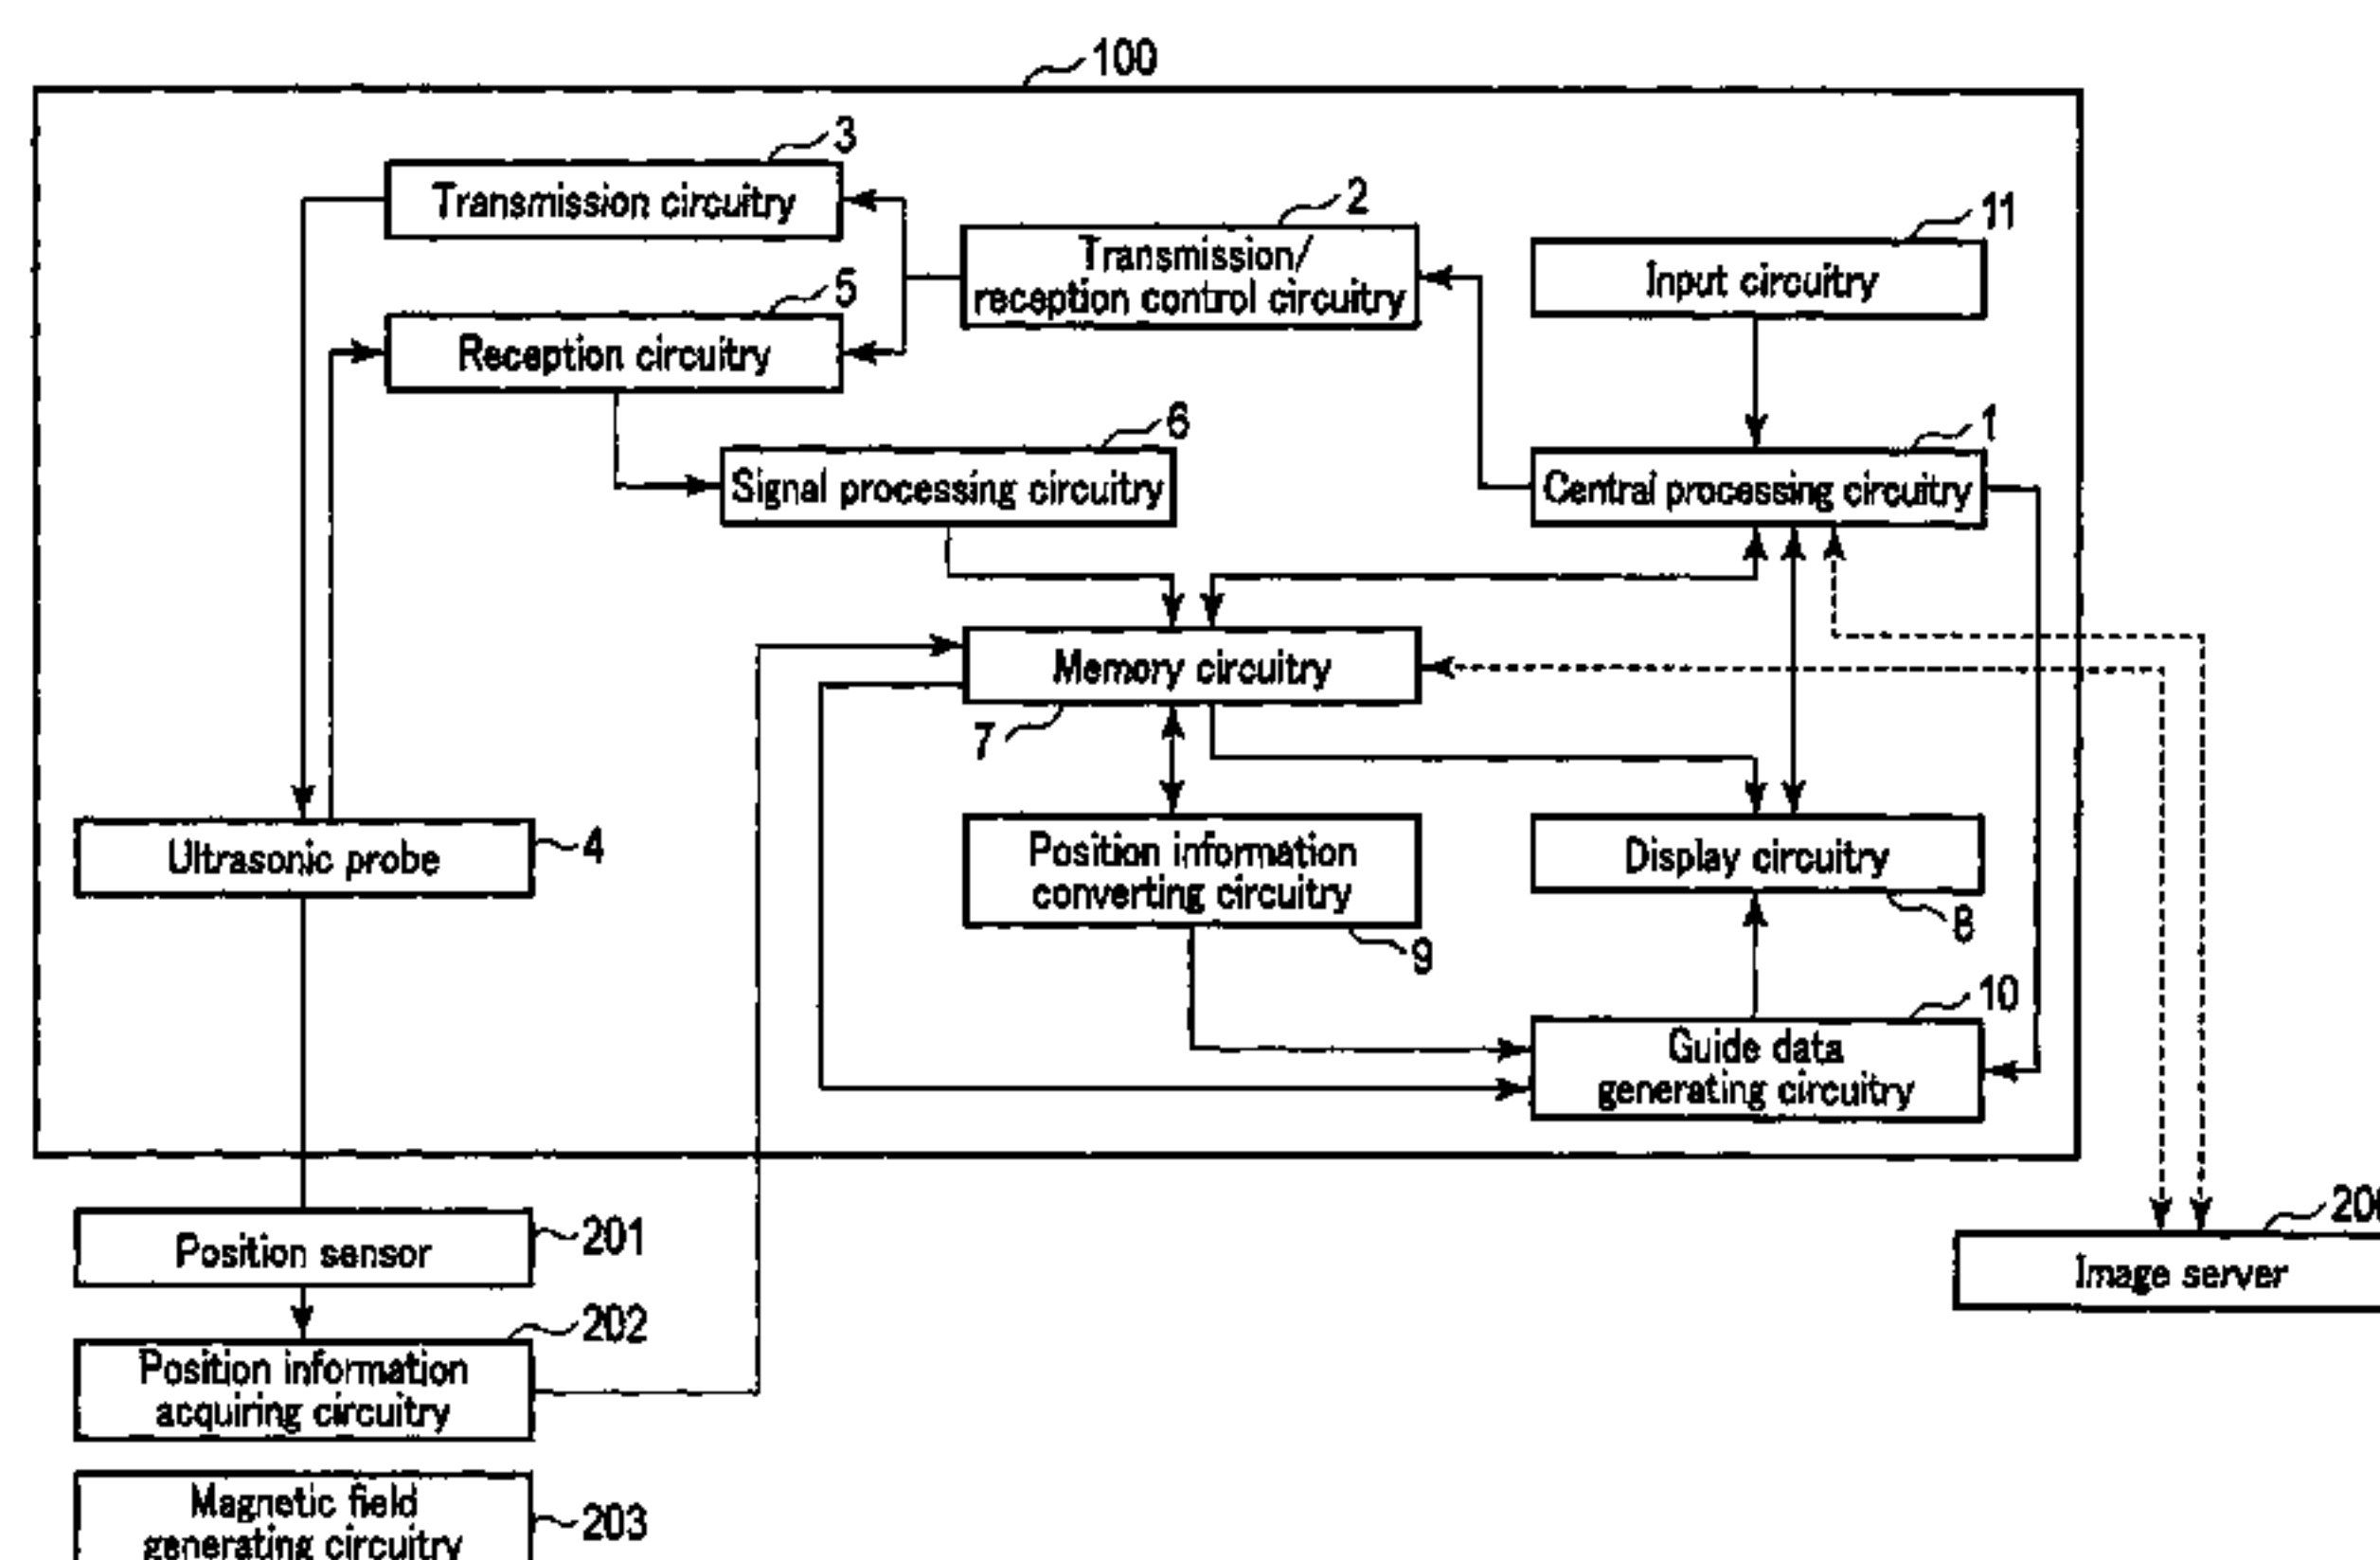 100
3
Transmission circuitry
2
Transmission/
reception control circuitry
11
Input circuitry
5
Reception circuitry
6
Signal processing circuitry
1
Central processing circuitry
Memory circuitry
7
Ultrasonic probe
4
Position information
converting circuitry
9
Display circuitry
8
10
Guide data
generating circuitry
Position sensor
201
202
Position information
acquiring circuitry
Image server
Magnetic field
generating circuitry
203